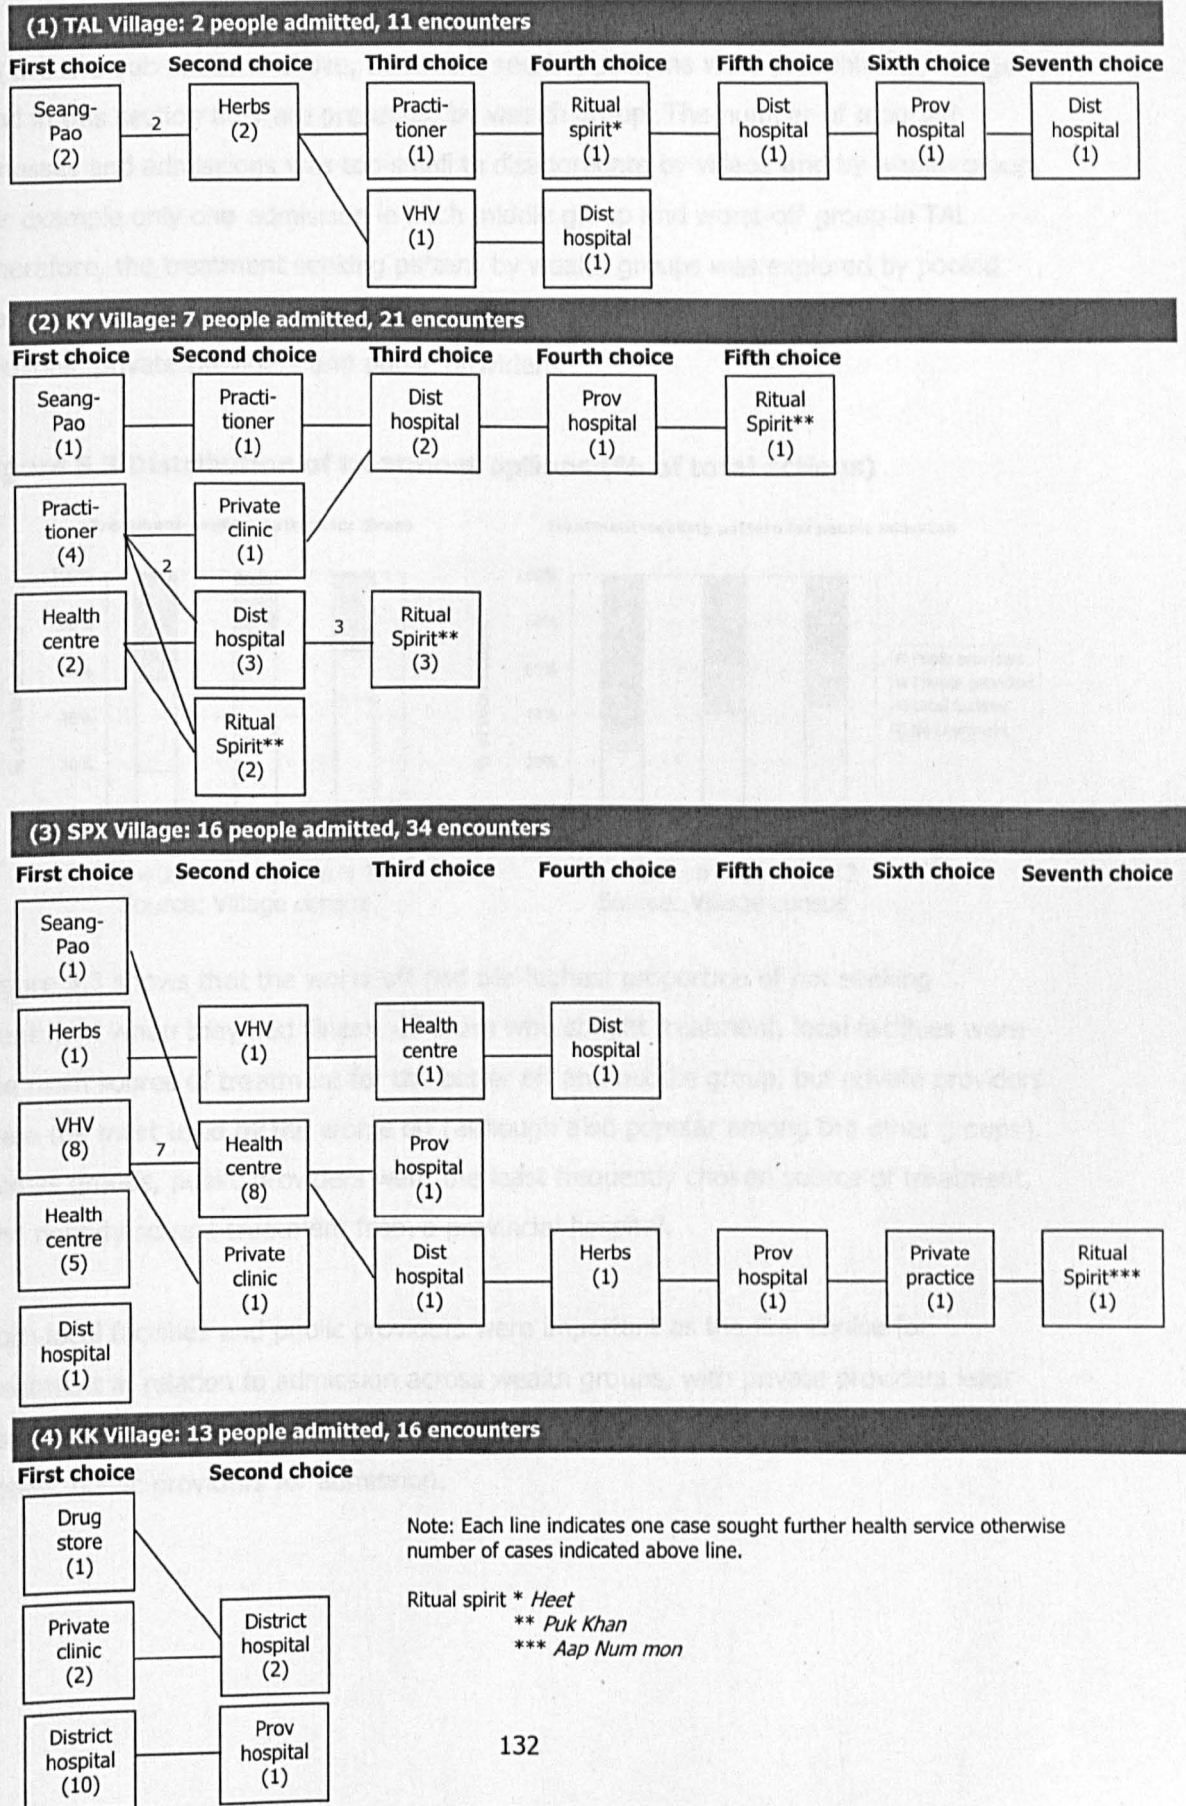 (1) TAL Village: 2 people admitted, 11 encounters
First choice Second choice Third choice Fourth choice Fifth choice Sixth choice Seventh choice
Seang-
Pao
(2)
2
Herbs
(2)
Practi-
tioner
(1)
Ritual
spirit*
(1)
Dist
hospital
(1)
Prov
hospital
(1)
Dist
hospital
(1)
VHV
(1)
Dist
hospital
(1)
(2) KY Village: 7 people admitted, 21 encounters
First choice Second choice Third choice Fourth choice Fifth choice
Seang-
Pao
(1)
Practi-
tioner
(1)
Dist
hospital
(2)
Prov
hospital
(1)
Ritual
Spirit**
(1)
Practi-
tioner
(4)
2
Private
clinic
(1)
Health
centre
(2)
Dist
hospital
(3)
3
Ritual
Spirit**
(3)
Ritual
Spirit**
(2)
(3) SPX Village: 16 people admitted, 34 encounters
First choice Second choice Third choice Fourth choice Fifth choice Sixth choice Seventh choice
Seang-
Pao
(1)
Herbs
(1)
VHV
(1)
Health
centre
(1)
Dist
hospital
(1)
VHV
(8)
7
Health
centre
(8)
Prov
hospital
(1)
Health
centre
(5)
Private
clinic
(1)
Dist
hospital
(1)
Herbs
(1)
Prov
hospital
(1)
Private
practice
(1)
Ritual
Spirit***
(1)
Dist
hospital
(1)
(4) KK Village: 13 people admitted, 16 encounters
First choice Second choice
Drug
store
(1)
Private
clinic
(2)
District
hospital
(2)
District
hospital
(10)
Prov
hospital
(1)
Note: Each line indicates one case sought further health service otherwise
number of cases indicated above line.
Ritual spirit * Heet
** Puk Khan
*** Aap Num mon
132